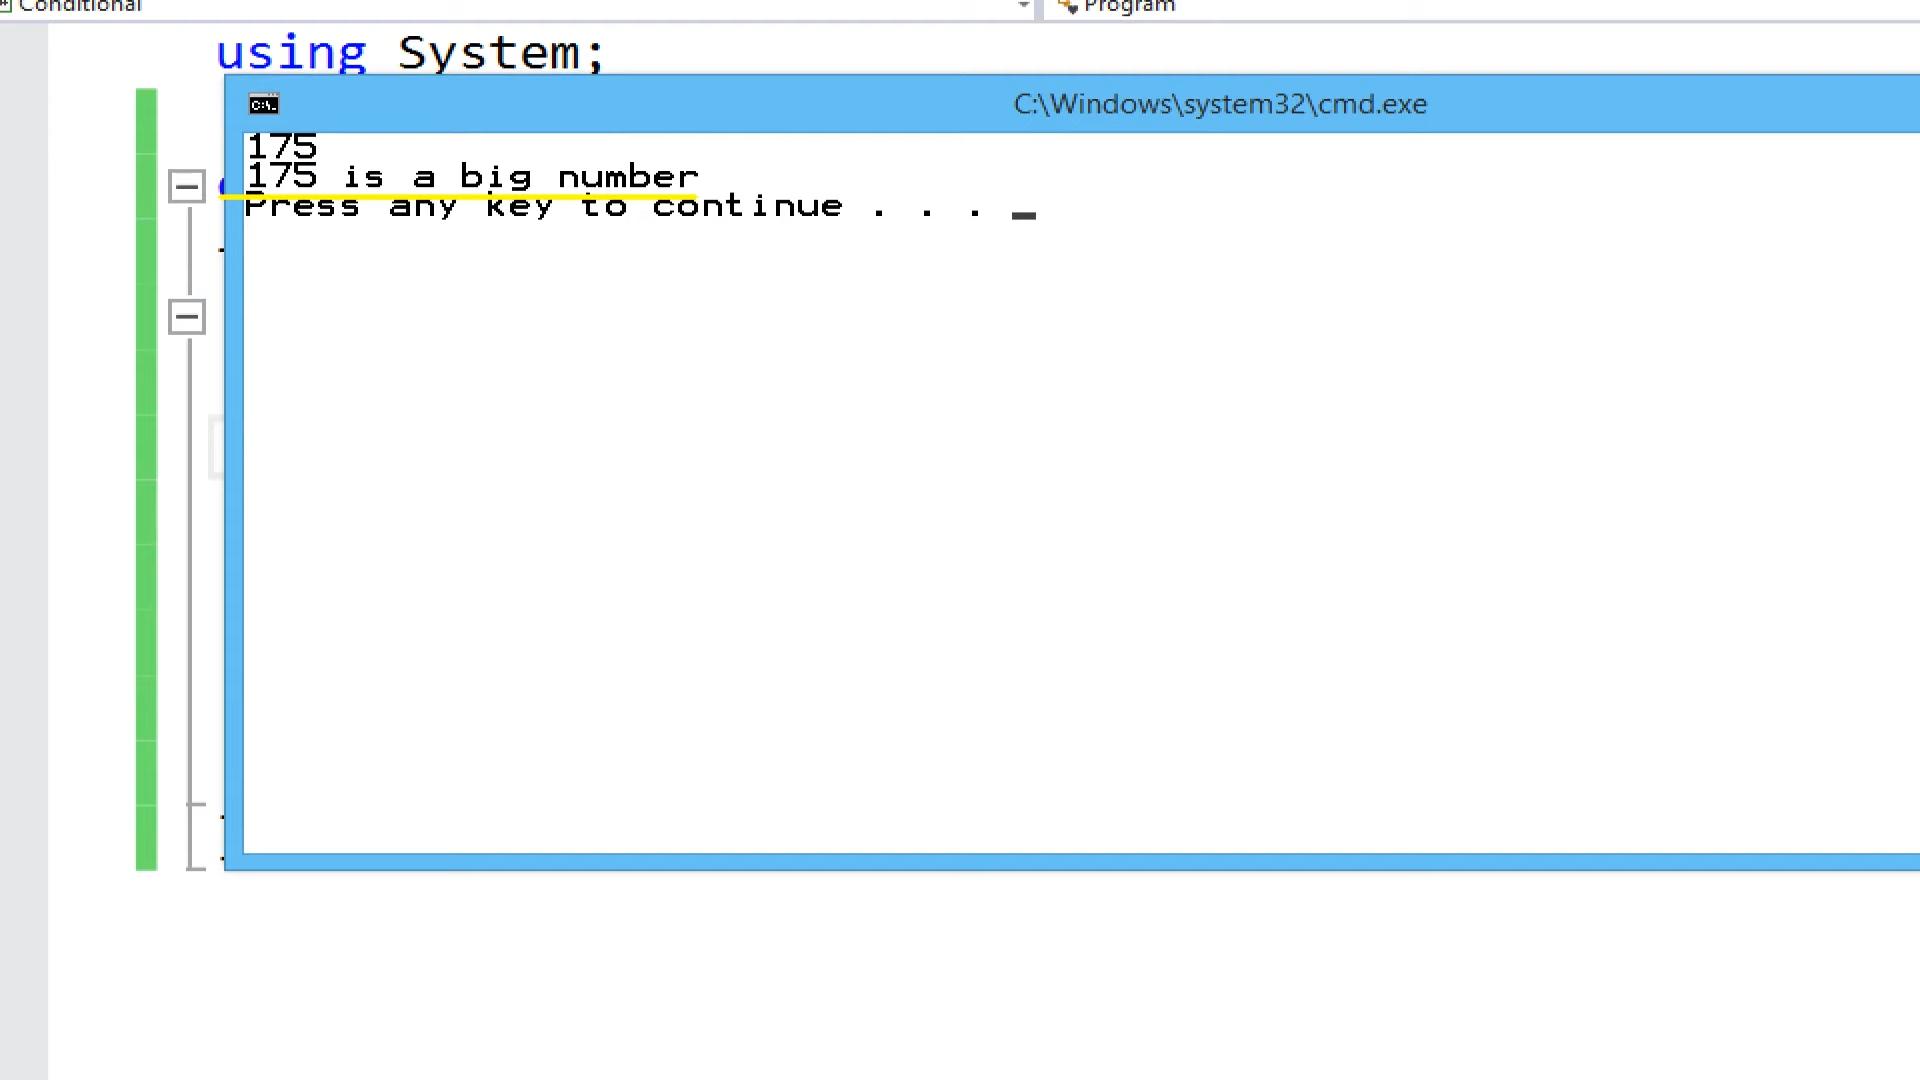 Conditional
Program
using System;
C:\Windows\system32\cmd.exe
175
175 is a big number
Press any key to continue . . .